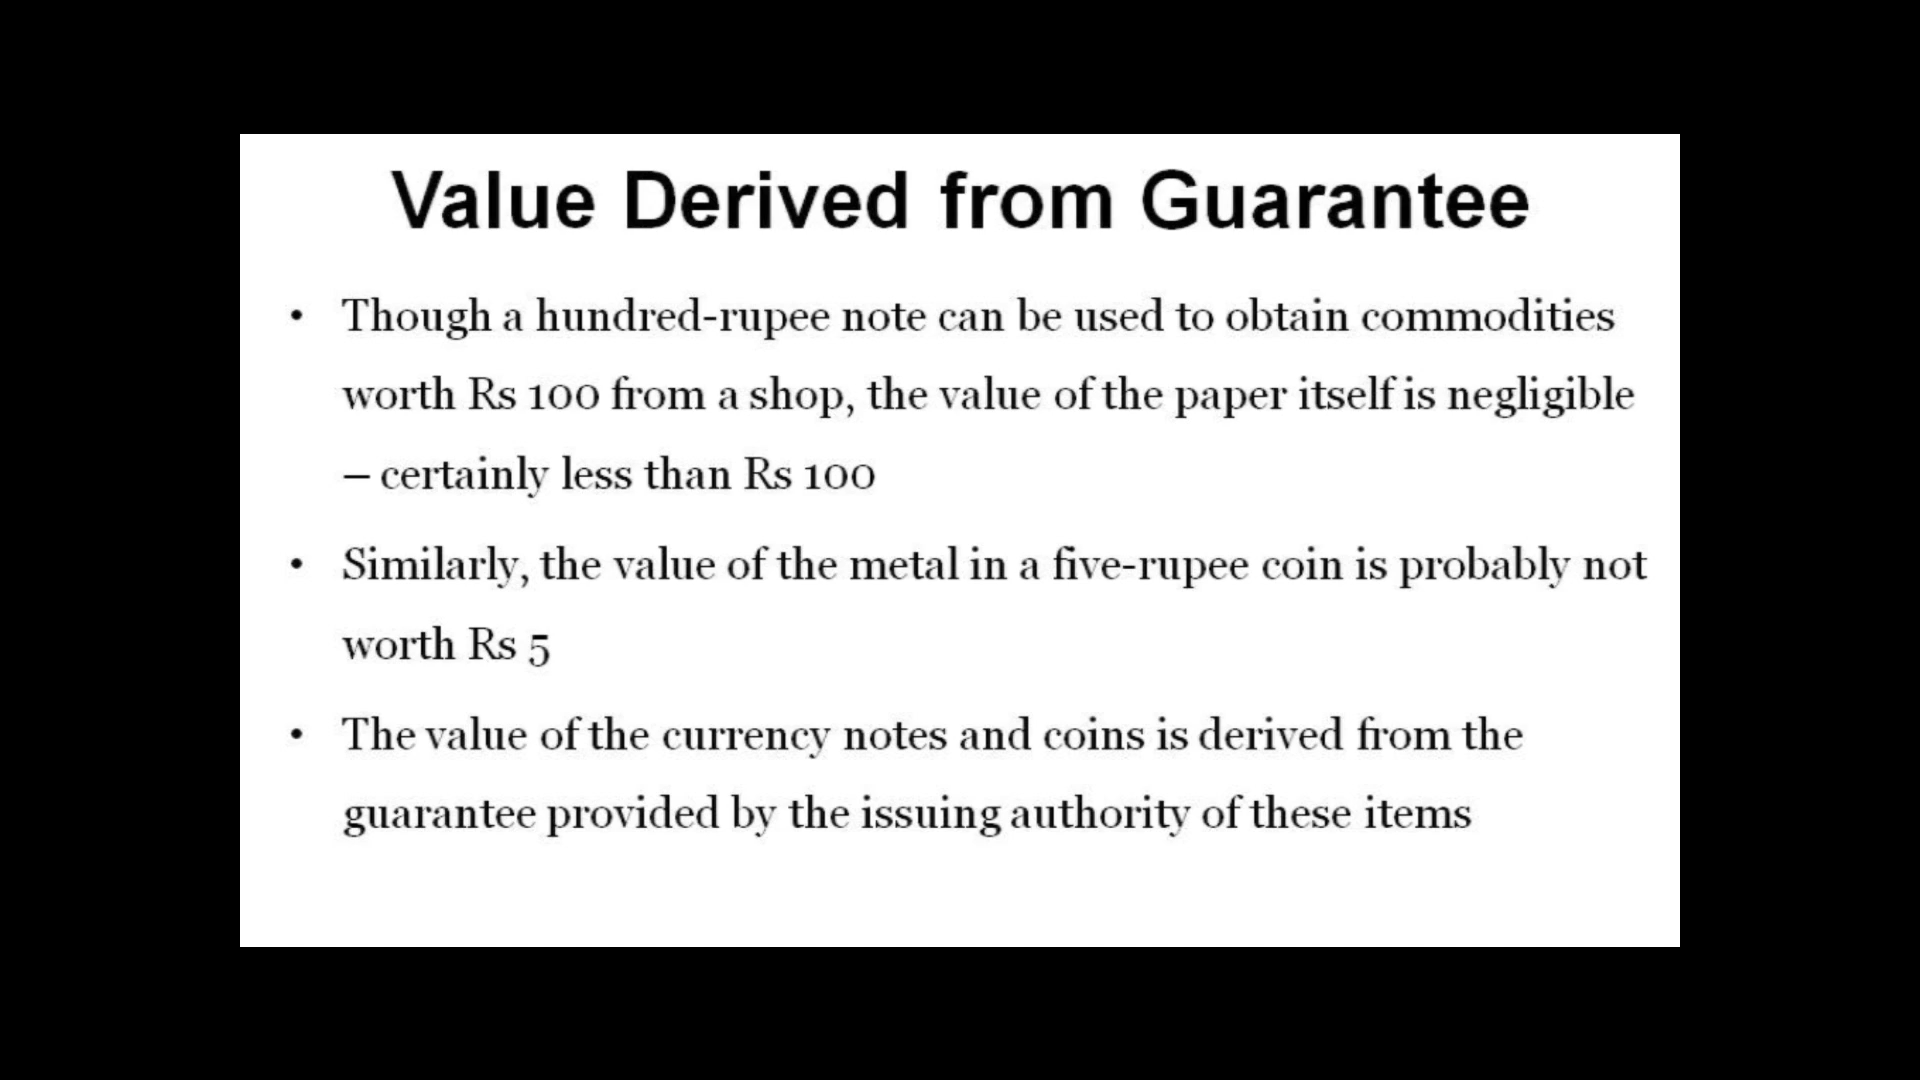 Value Derived from Guarantee
• Though a hundred-rupee note can be used to obtain commodities
worth Rs 100 from a shop, the value of the paper itself is negligible
– certainly less than Rs 100
• Similarly, the value of the metal in a five-rupee coin is probably not
worth Rs 5
• The value of the currency notes and coins is derived from the
guarantee provided by the issuing authority of these items